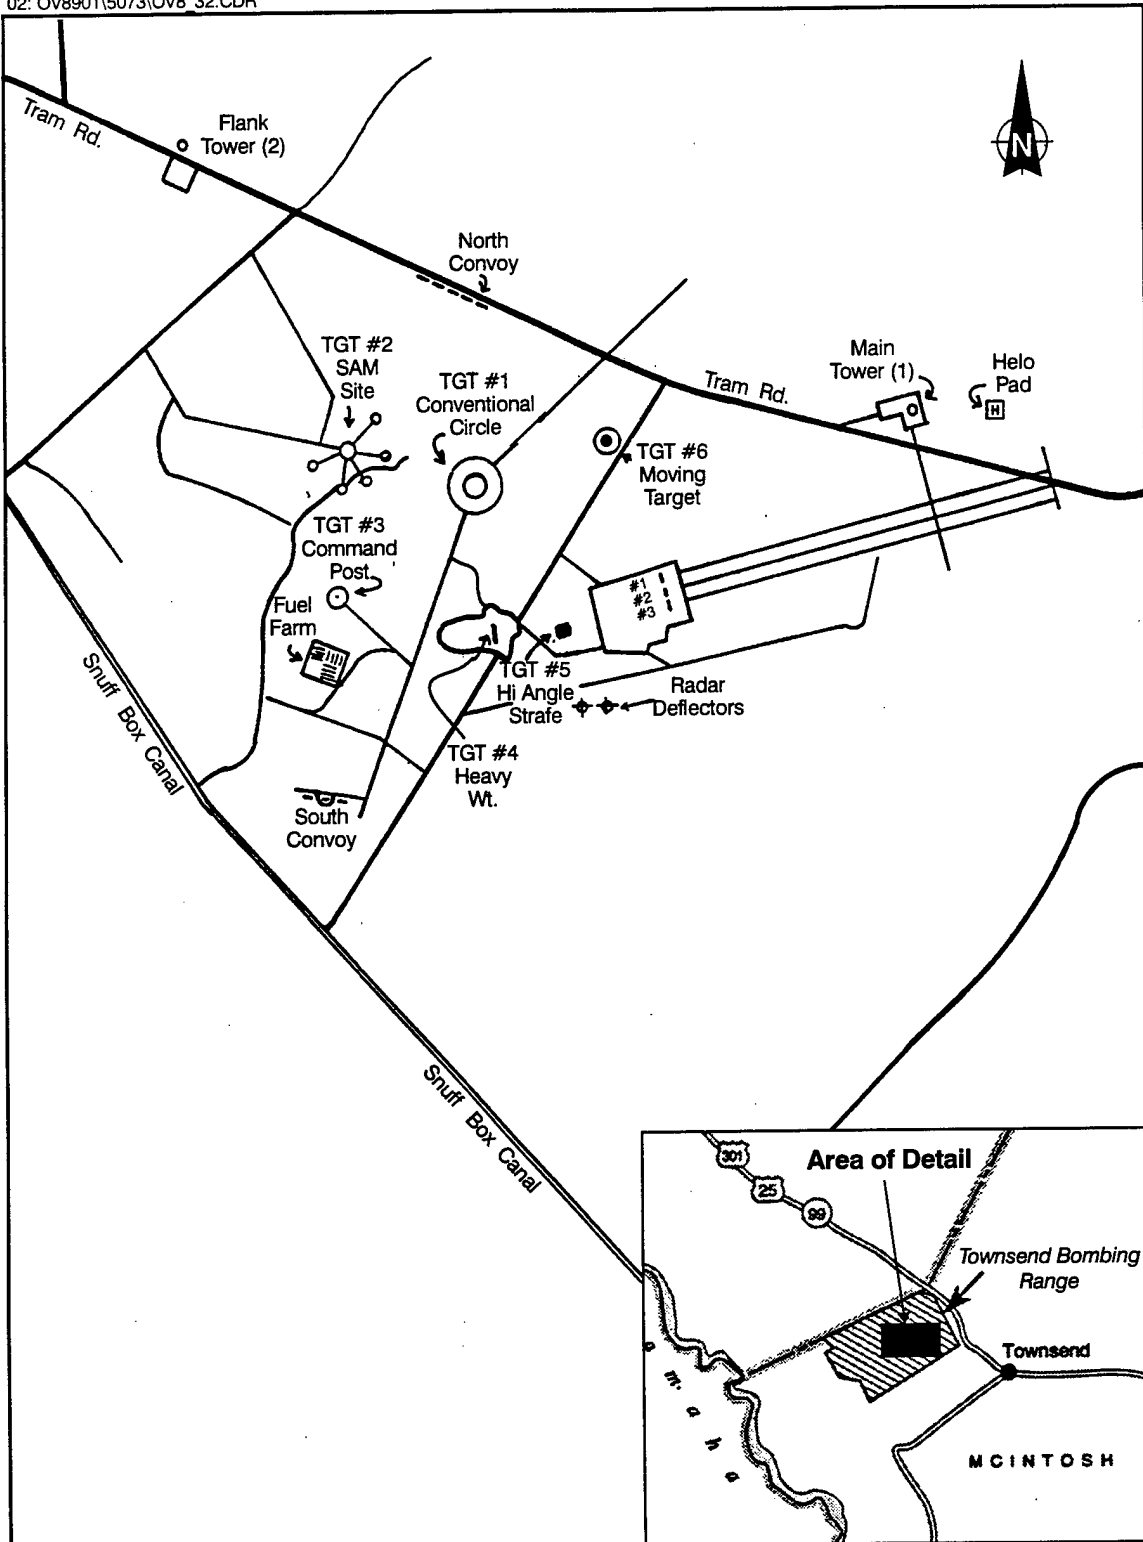 02: OV8901\5073\OV8_32.CDR
Tram Rd.
Flank
Tower (2)
N
North
Convoy
TGT #2
SAM
Site
TGT #1
Conventional
Circle
Tram Rd.
Main
Tower (1)
Helo
Pad
H
TGT #6
Moving
Target
TGT #3
Command
Post
#1
#2
#3
Fuel
Farm
TGT #5
Hi Angle
Strafe
Radar
Deflectors
Snuff Box Canal
TGT #4
Heavy
Wt.
South
Convoy
Snuff Box Canal
301
25
99
Area of Detail
Townsend Bombing
Range
Townsend
a m a h a
MCINTOSH